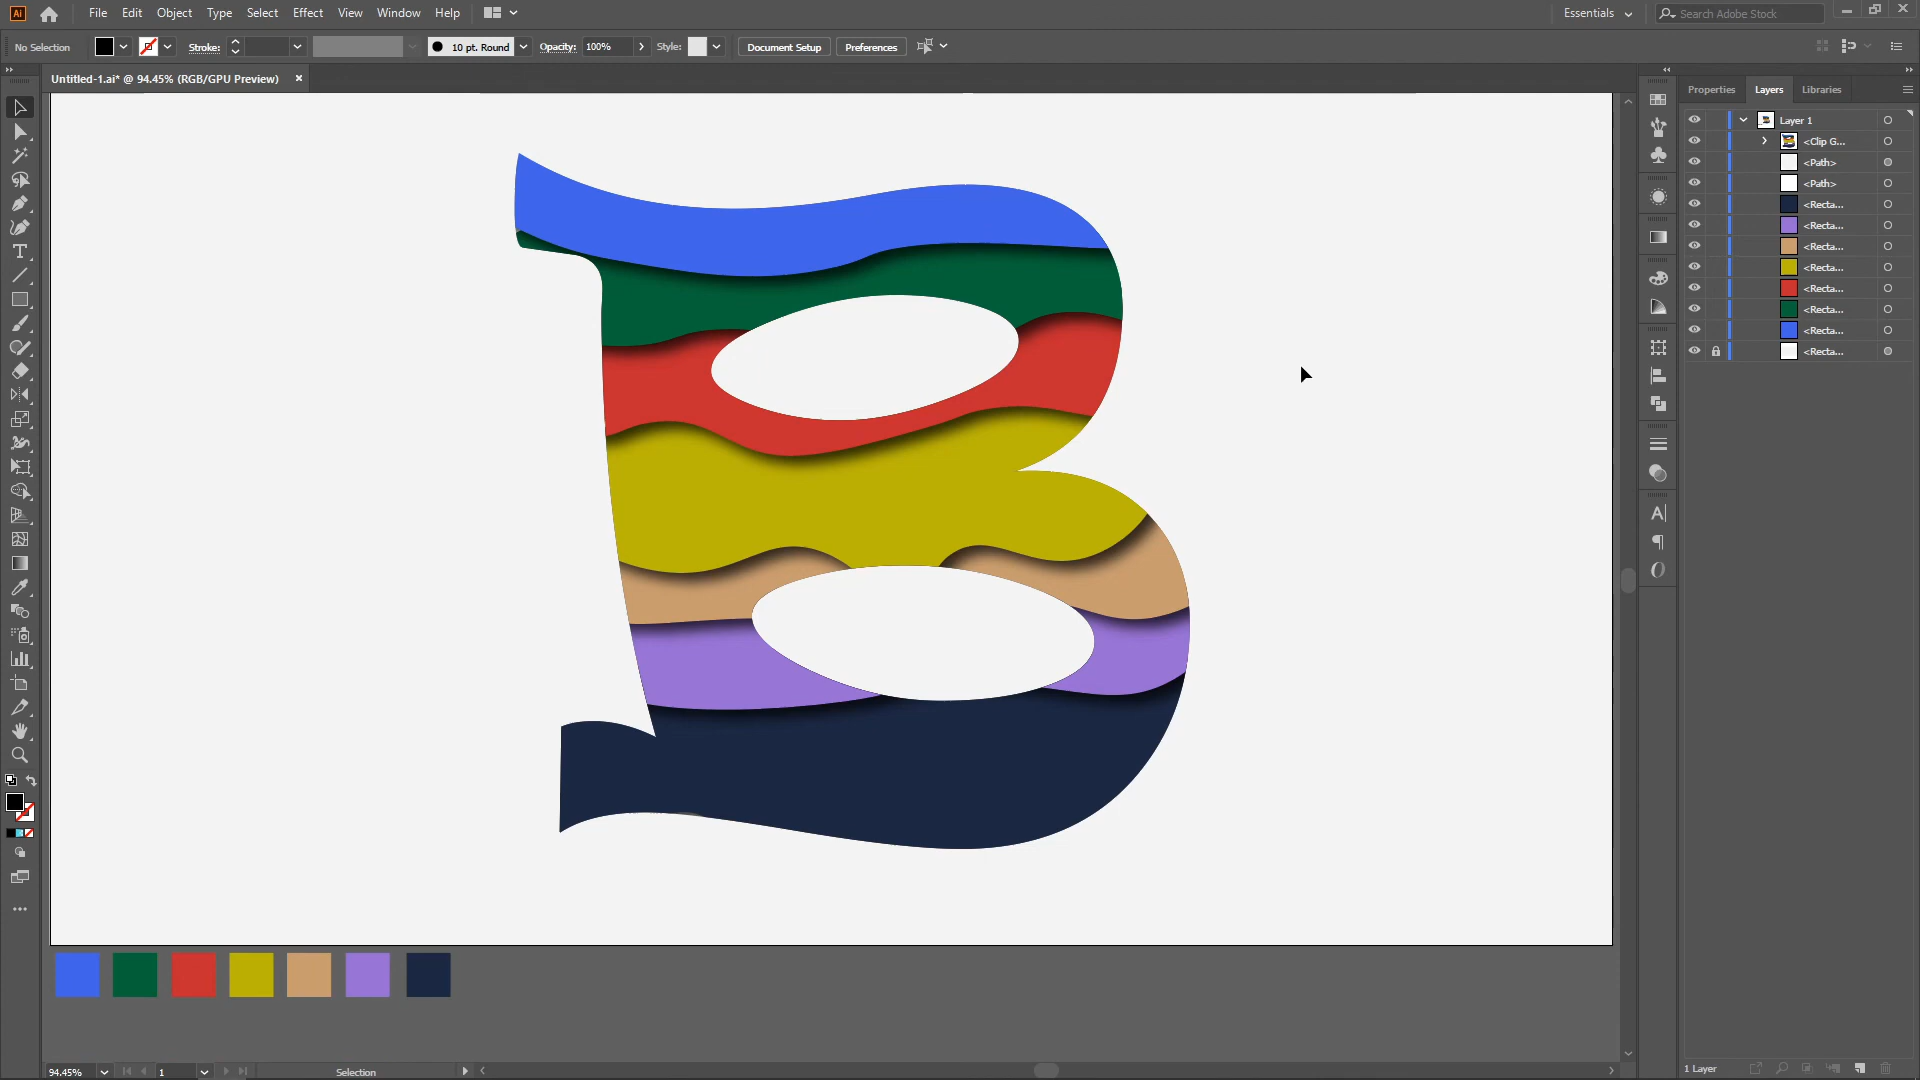 Ai File Edit Object Type Select Effect View Window Help Essentials Search Adobe Stock
No Selection Stroke: 10 pt. Round Opacity: 100% Style: Document Setup Preferences
Untitled-1.ai* @ 94.45% (RGB/GPU Preview) ×
Properties Layers Libraries
Layer 1
<Clip G...
<Path>
<Path>
<Recta...
<Recta...
<Recta...
<Recta...
<Recta...
<Recta...
<Recta...
<Recta...
B
94.45% 1 Selection
1 Layer